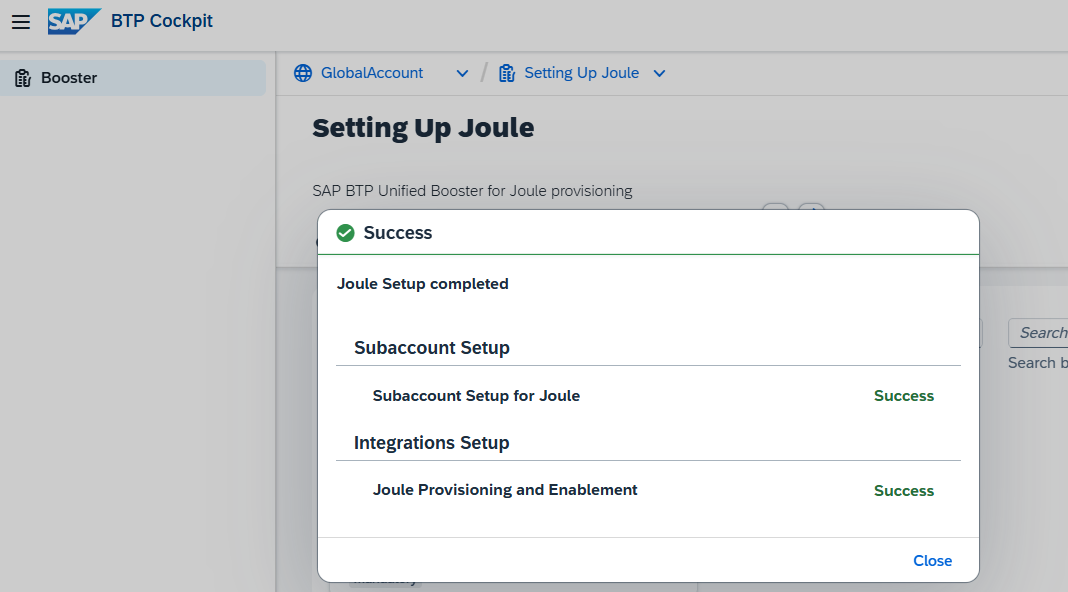 SAP BTP Cockpit
Booster
GlobalAccount / Setting Up Joule
Setting Up Joule
SAP BTP Unified Booster for Joule provisioning
Success
Joule Setup completed
Search
Subaccount Setup
Search b
Subaccount Setup for Joule Success
Integrations Setup
Joule Provisioning and Enablement Success
Close